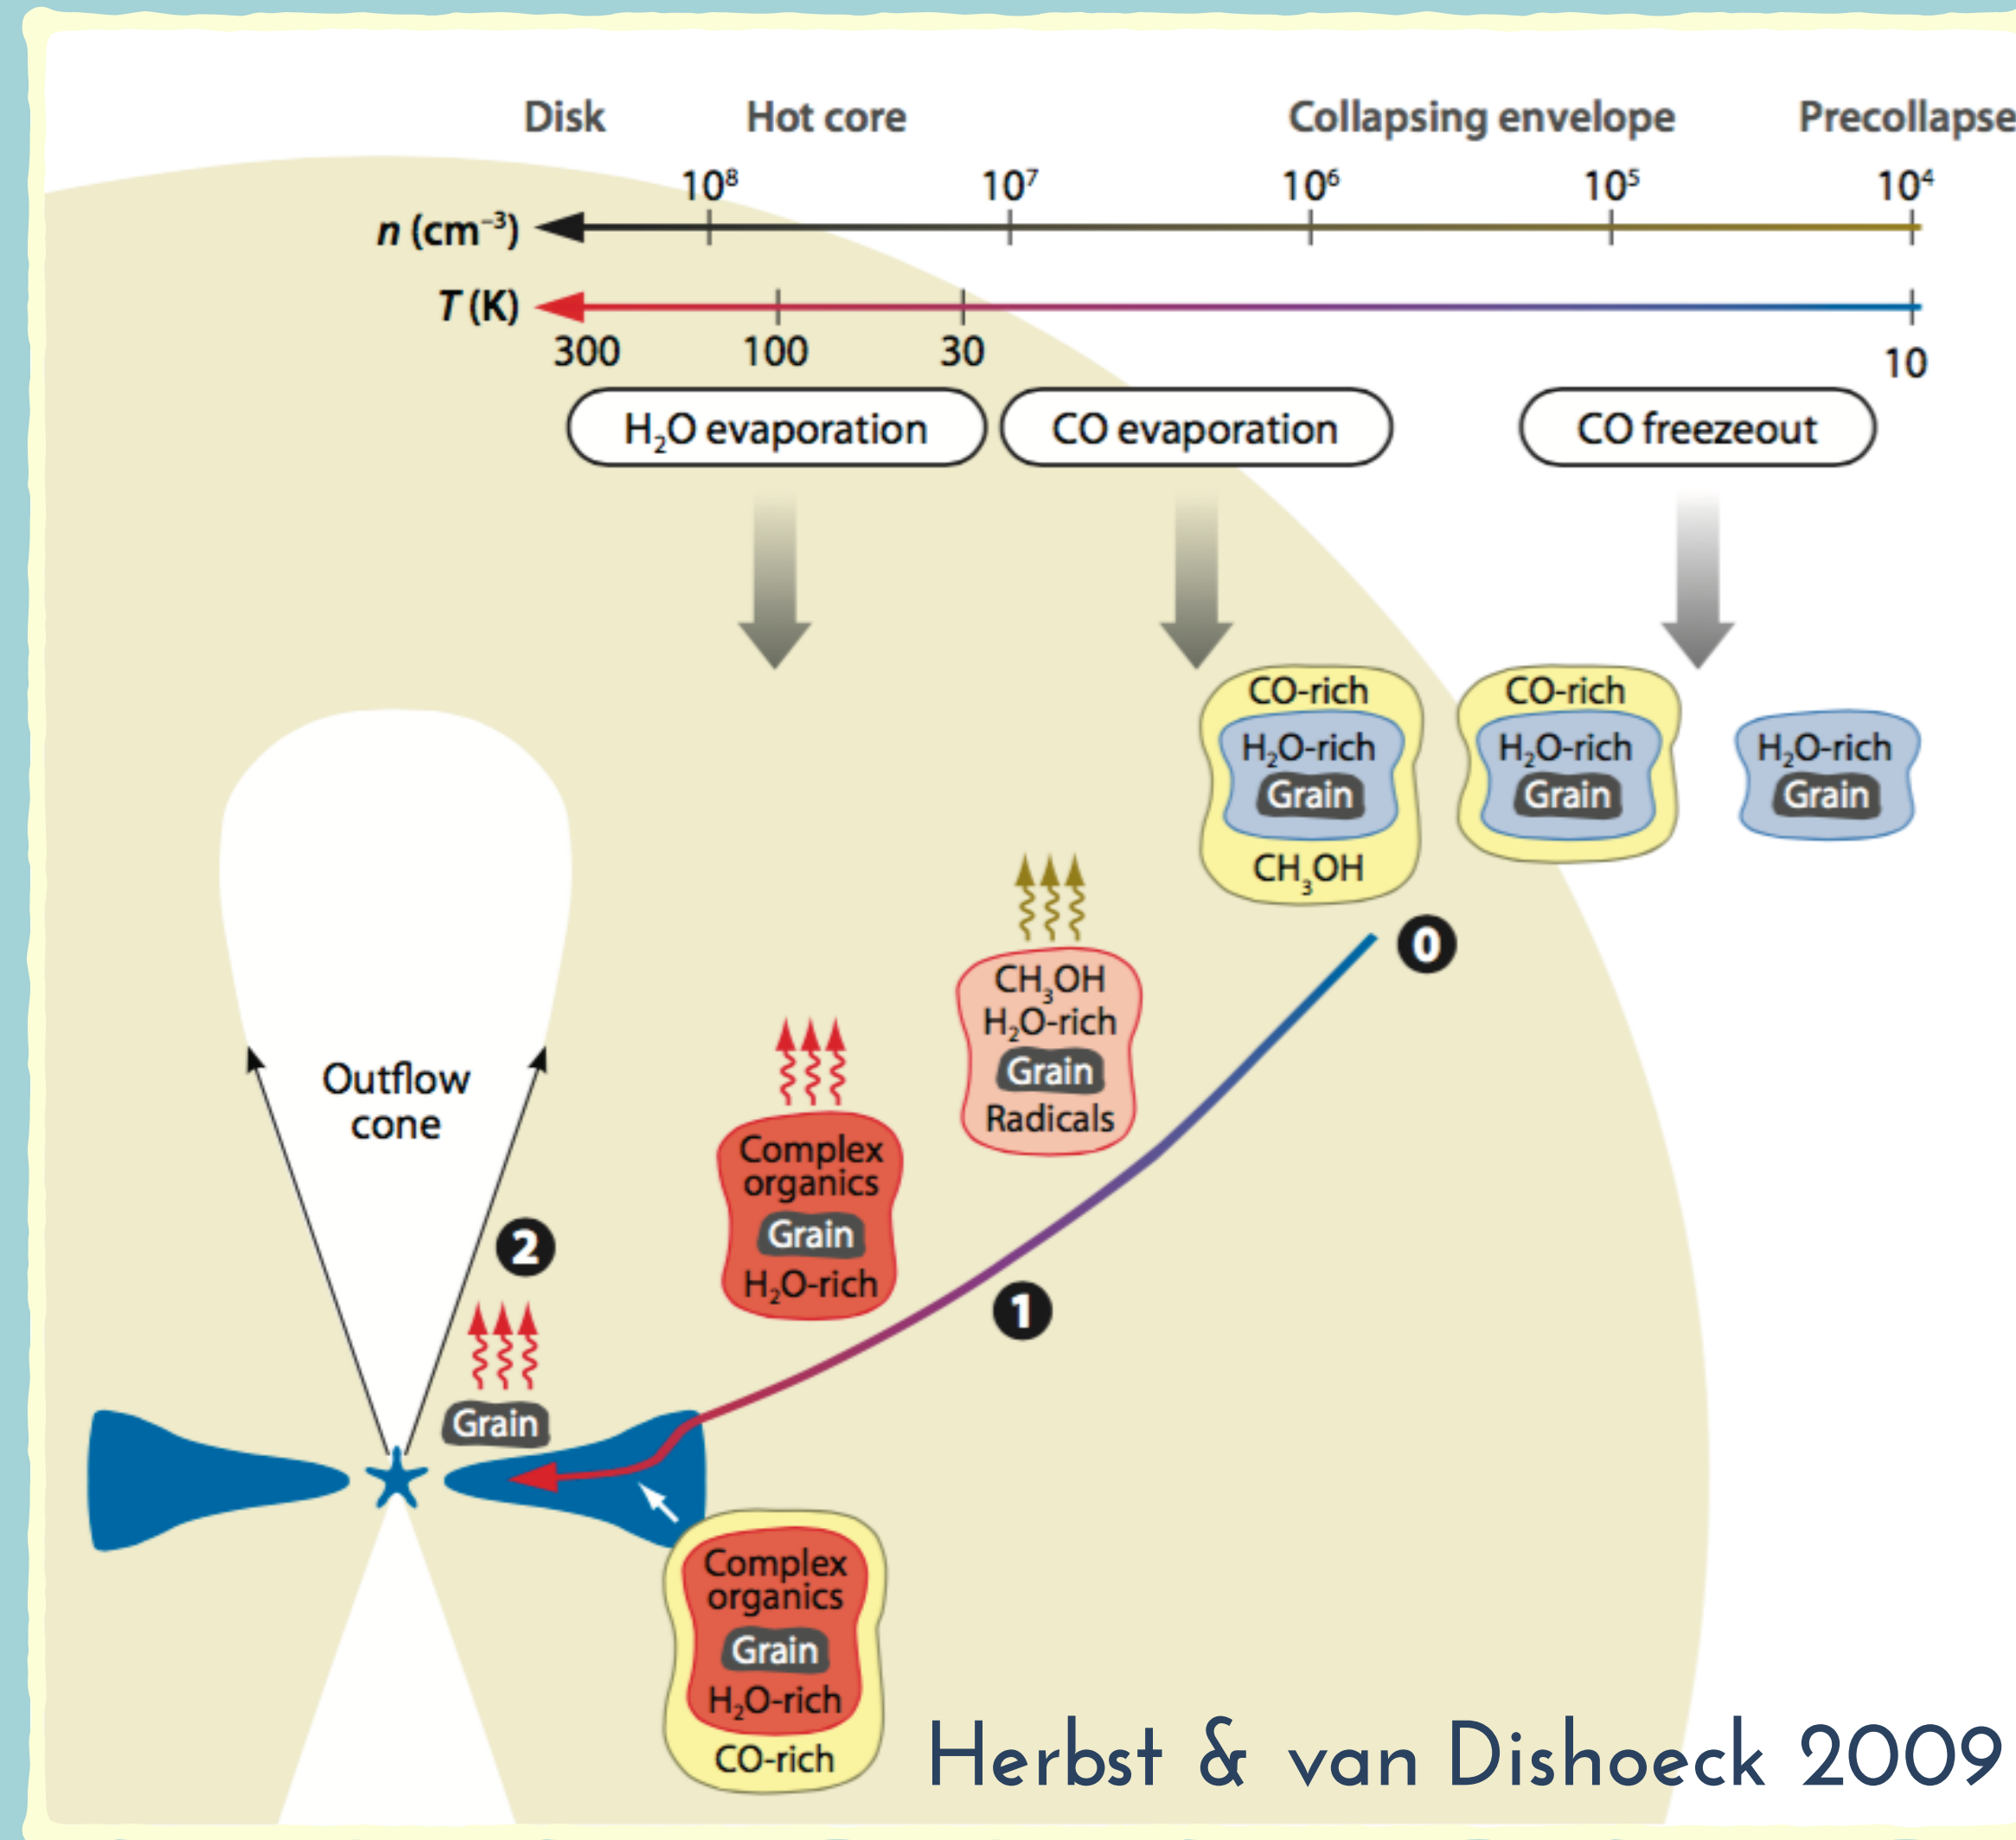 Disk Hot core Collapsing envelope Precollapse
10⁸ 10⁷ 10⁶ 10⁵ 10⁴
n (cm⁻³)
T (K)
300 100 30 10
H₂O evaporation CO evaporation CO freezeout
CO-rich
H₂O-rich
Grain
CH₃OH
CO-rich
H₂O-rich
Grain
H₂O-rich
Grain
0
CH₃OH
H₂O-rich
Grain
Radicals
Outflow
cone
Complex
organics
Grain
H₂O-rich
2
1
Grain
Complex
organics
Grain
H₂O-rich
CO-rich
Herbst & van Dishoeck 2009